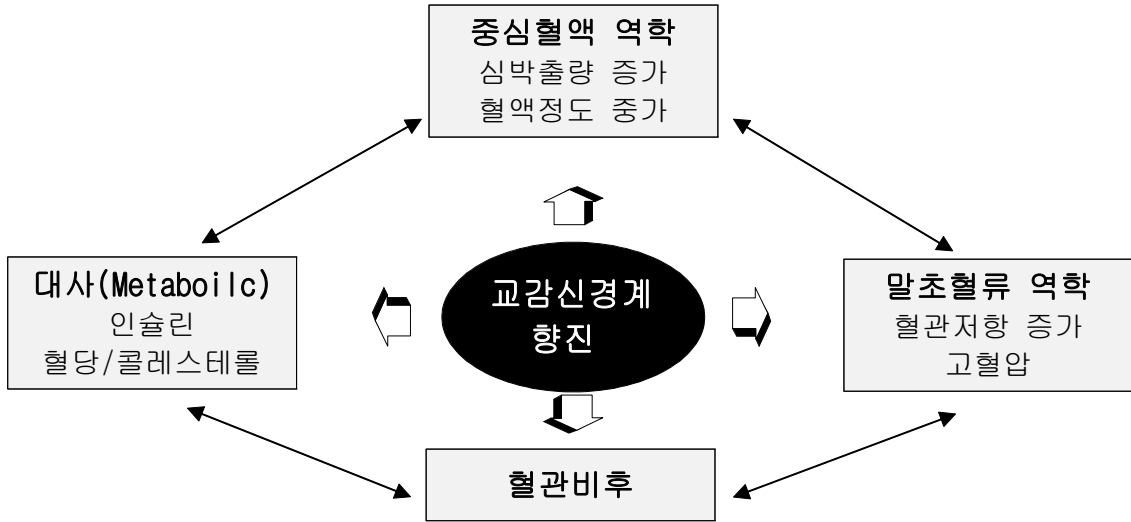 중심혈액 역학
심박출량 증가
혈액정도 중가
대사(Metaboilc)
인슐린
혈당/콜레스테롤
교감신경계
향진
말초혈류 역학
혈관저항 증가
고혈압
혈관비후